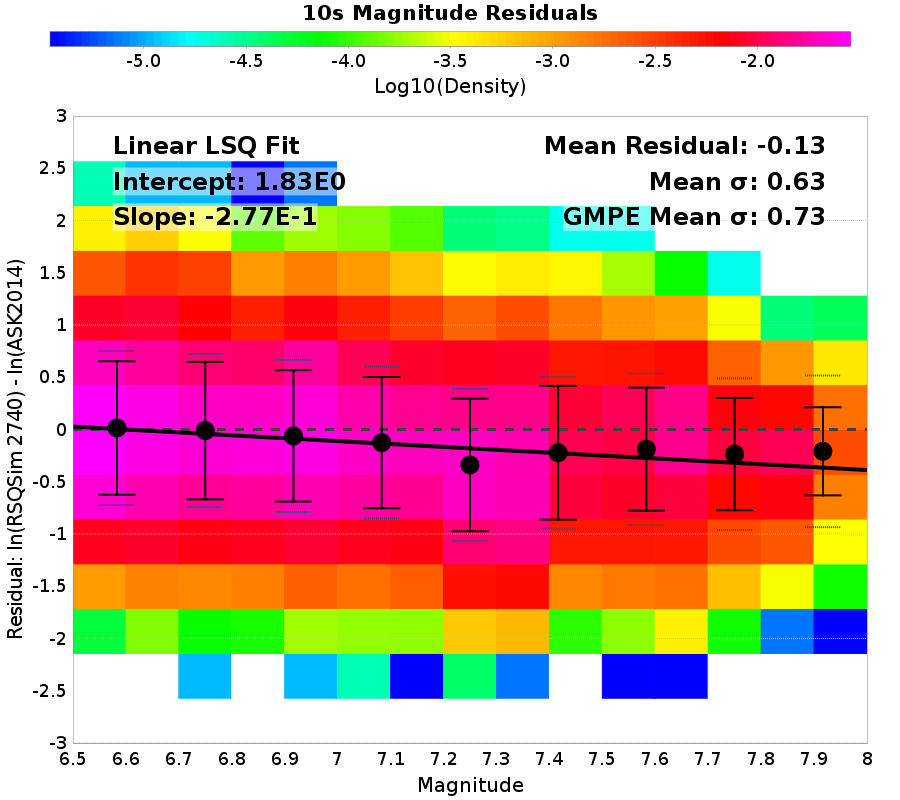 10s Magnitude Residuals
-5.0 -4.5 -4.0 -3.5 -3.0 -2.5 -2.0
Log10(Density)
Linear LSQ Fit
Intercept: 1.83E0
Slope: -2.77E-1
Mean Residual: -0.13
Mean σ: 0.63
GMPE Mean σ: 0.73
Residual: ln(RSQSim 2740) - ln(ASK2014)
3
2.5
2
1.5
1
0.5
0
-0.5
-1
-1.5
-2
-2.5
-3
6.5 6.6 6.7 6.8 6.9 7 7.1 7.2 7.3 7.4 7.5 7.6 7.7 7.8 7.9 8
Magnitude